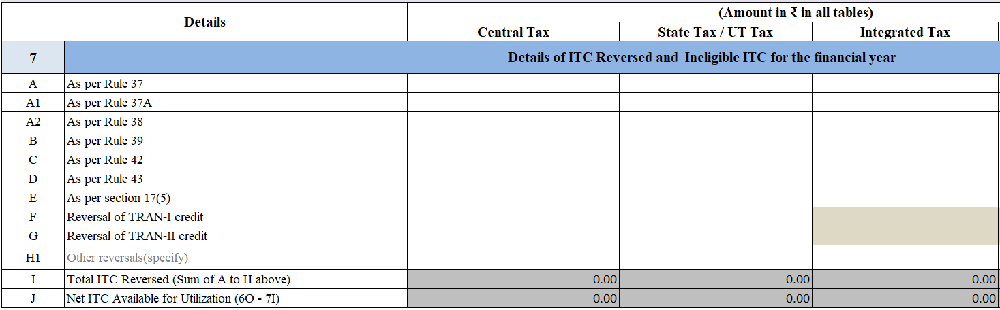 Details
(Amount in ₹ in all tables)
Central Tax State Tax / UT Tax Integrated Tax
7 Details of ITC Reversed and Ineligible ITC for the financial year
A As per Rule 37
A1 As per Rule 37A
A2 As per Rule 38
B As per Rule 39
C As per Rule 42
D As per Rule 43
E As per section 17(5)
F Reversal of TRAN-I credit
G Reversal of TRAN-II credit
H1 Other reversals(specify)
I Total ITC Reversed (Sum of A to H above) 0.00 0.00 0.00
J Net ITC Available for Utilization (6O - 7I) 0.00 0.00 0.00